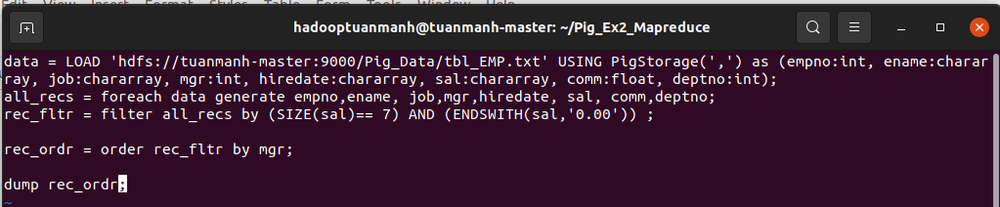 Edit View Insert Format Styles Table Form Tools Window Help
hadooptuanmanh@tuanmanh-master: ~/Pig_Ex2_Mapreduce
data = LOAD 'hdfs://tuanmanh-master:9000/Pig_Data/tbl_EMP.txt' USING PigStorage(',') as (empno:int, ename:charar
ray, job:chararray, mgr:int, hiredate:chararray, sal:chararray, comm:float, deptno:int);
all_recs = foreach data generate empno,ename, job,mgr,hiredate, sal, comm,deptno;
rec_fltr = filter all_recs by (SIZE(sal)== 7) AND (ENDSWITH(sal,'0.00')) ;
rec_ordr = order rec_fltr by mgr;
dump rec_ordr;
~